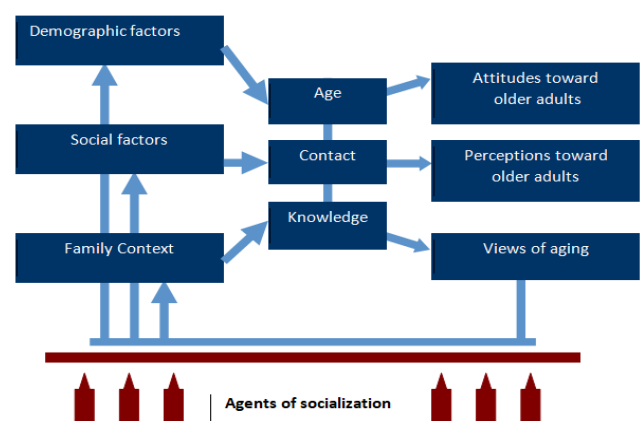 Demographic factors
Social factors
Family Context
Age
Contact
Knowledge
Attitudes toward
older adults
Perceptions toward
older adults
Views of aging
Agents of socialization